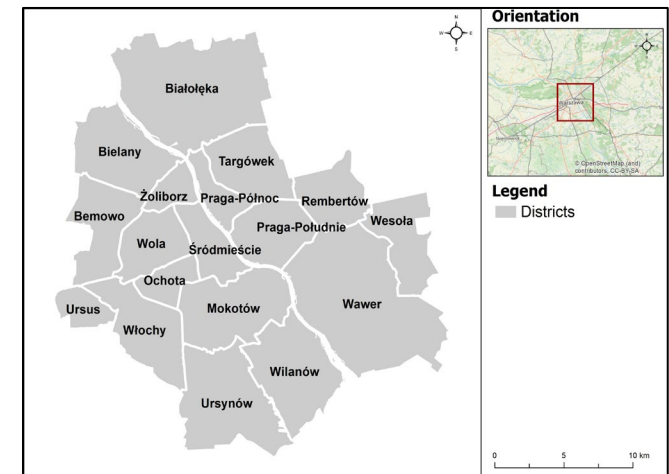 N
W E
S
Białołęka
Bielany
Targówek
Żoliborz
Praga-Północ
Rembertów
Bemowo
Wesoła
Praga-Południe
Wola
Śródmieście
Ochota
Ursus
Mokotów
Wawer
Włochy
Wilanów
Ursynów
Orientation
Warszawa
© OpenStreetMap (and)
contributors, CC-BY-SA
Legend
Districts
0 5 10 km